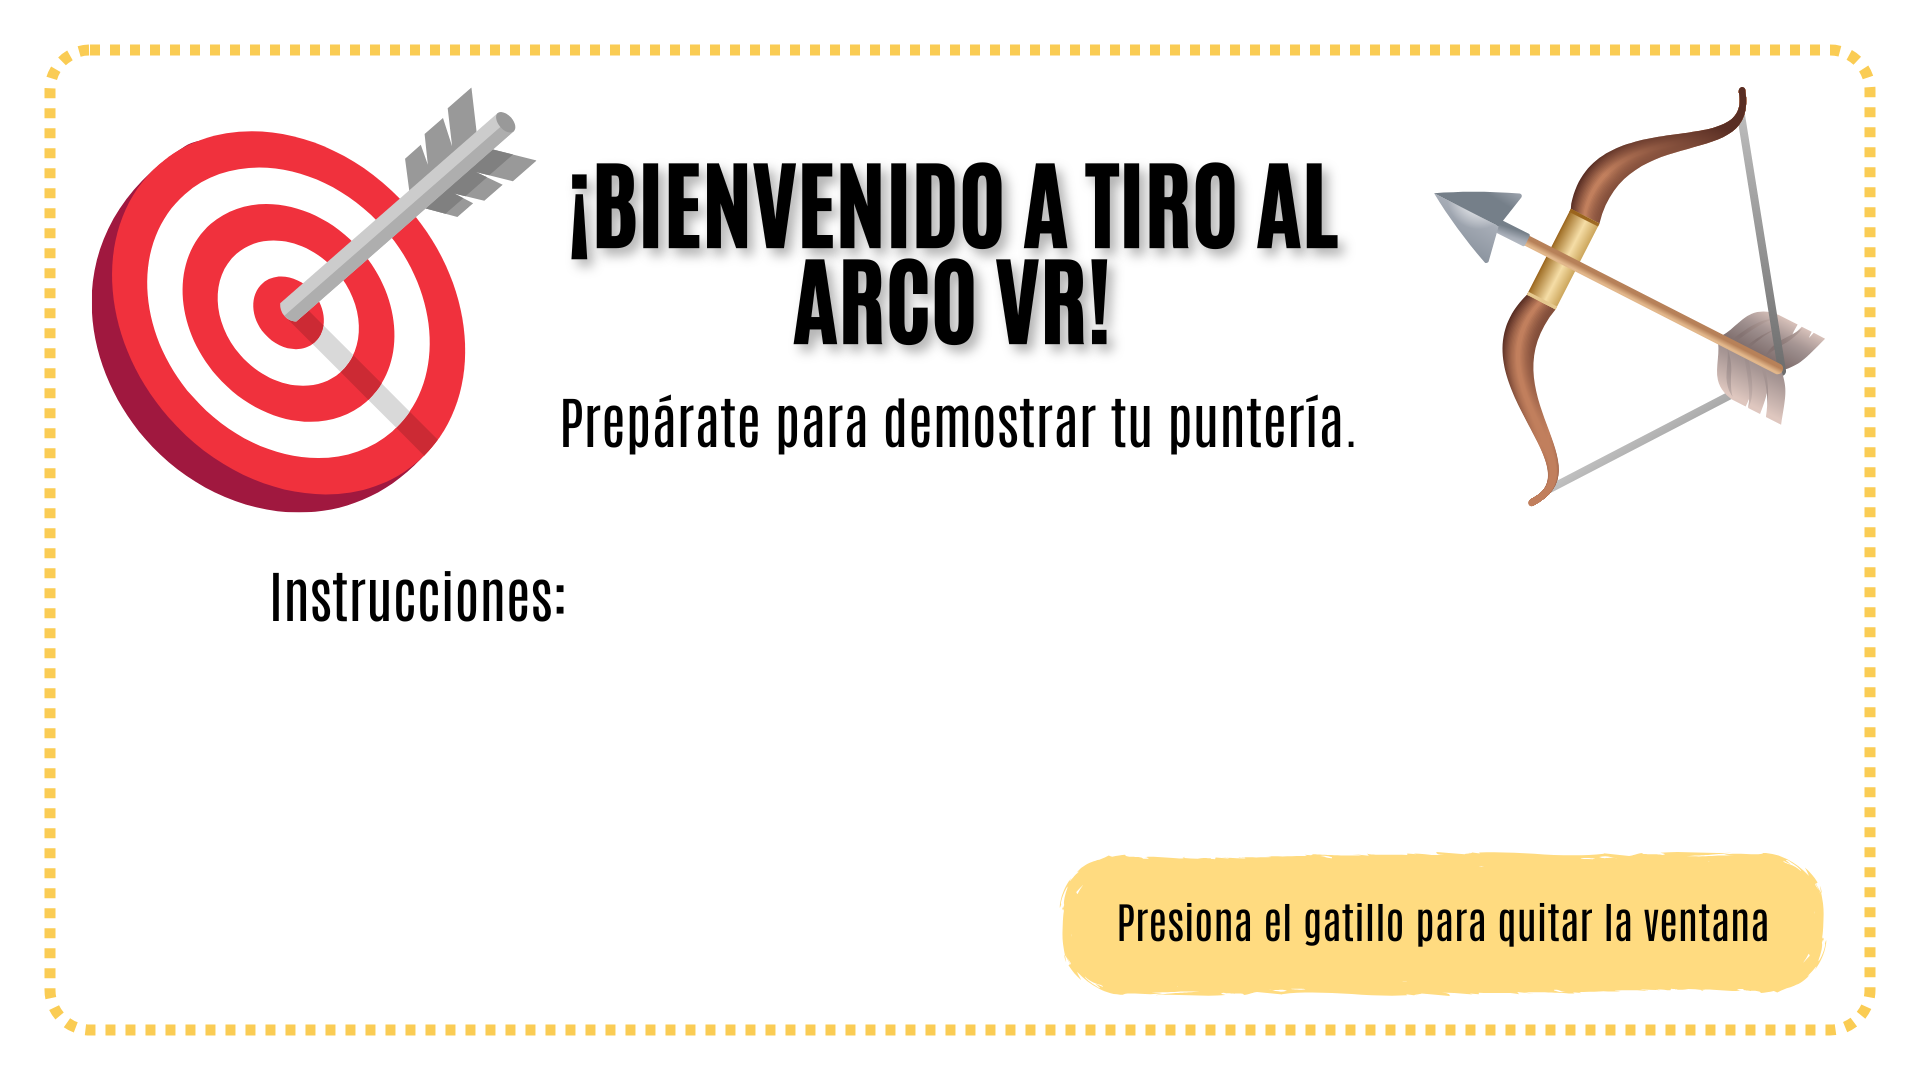 ¡BIENVENIDO A TIRO AL
ARCO VR!
Prepárate para demostrar tu puntería.
Instrucciones:
Presiona el gatillo para quitar la ventana